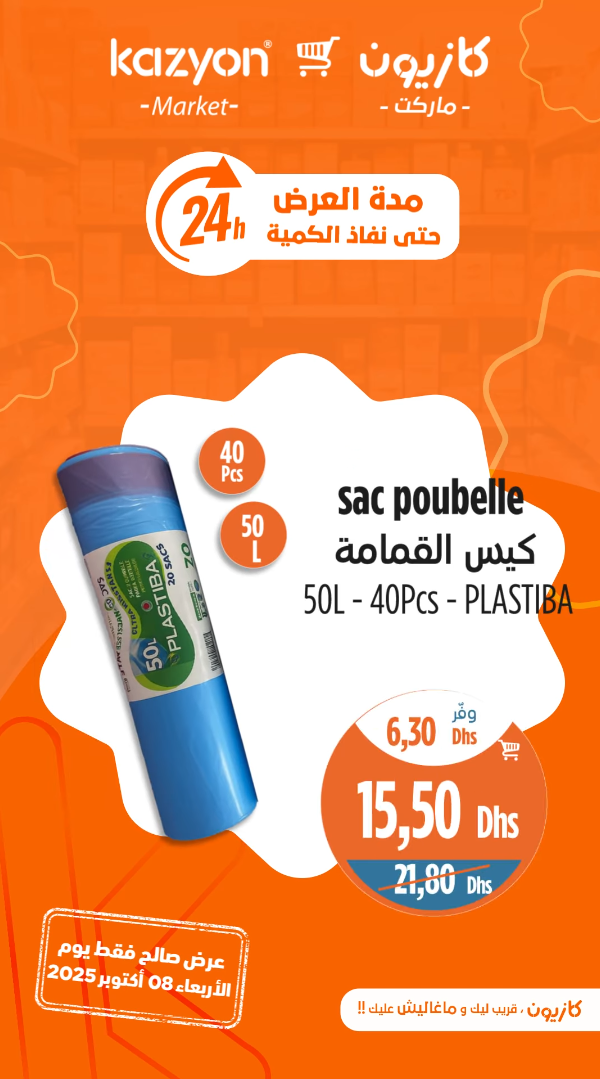 kazyon® كازيون
-Market- - ماركت -
24h
مدة العرض
حتى نفاذ الكمية
40
Pcs
50
L
sac poubelle
كيس القمامة
50L - 40Pcs - PLASTIBA
50L PLASTIBA
20 SACS
وفّر
6,30 Dhs
15,50 Dhs
21,80 Dhs
عرض صالح فقط يوم
الأربعاء 08 أكتوبر 2025
كازيون ، قريب ليك و ماغاليش عليك !!